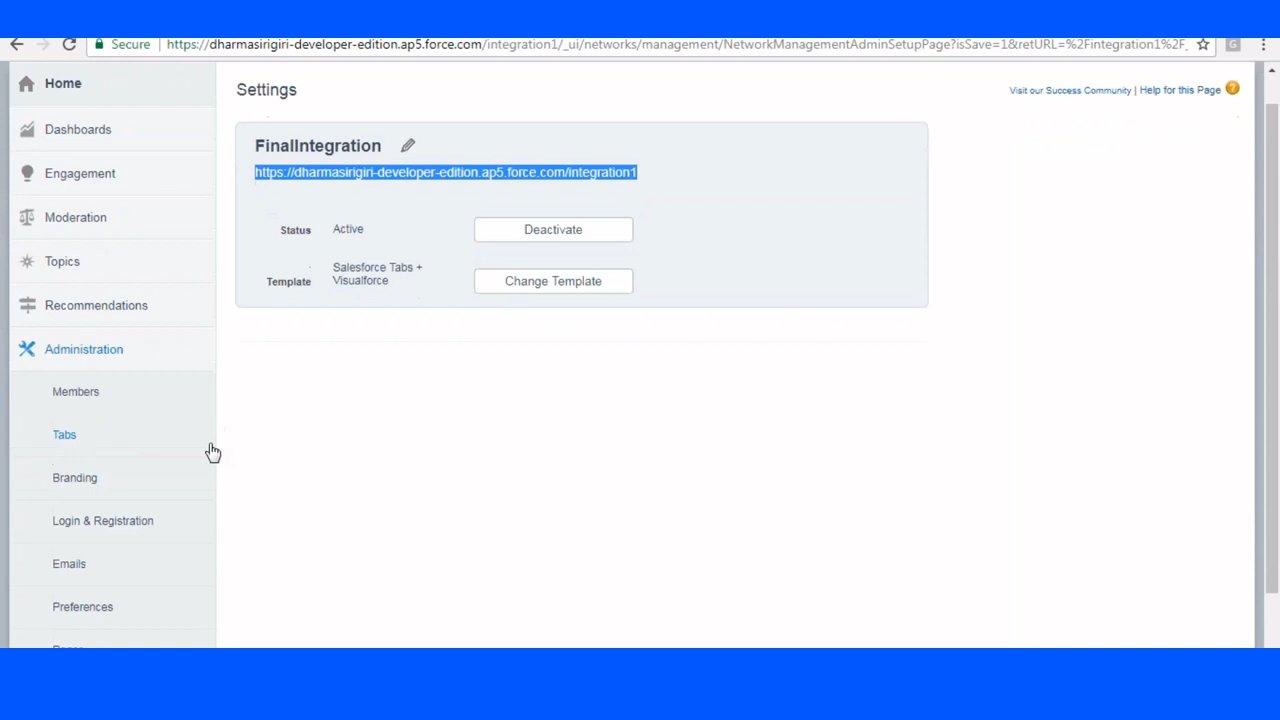 Secure
https://dharmasirigiri-developer-edition.ap5.force.com/integration1/_ui/networks/management/NetworkManagementAdminSetupPage?isSave=1&retURL=%2Fintegration1%2F_
Home
Settings
Visit our Success Community | Help for this Page
Dashboards
FinalIntegration
https://dharmasirigiri-developer-edition.ap5.force.com/integration1
Engagement
Moderation
Status Active Deactivate
Topics
Template Salesforce Tabs +
Visualforce
Change Template
Recommendations
Administration
Members
Tabs
Branding
Login & Registration
Emails
Preferences